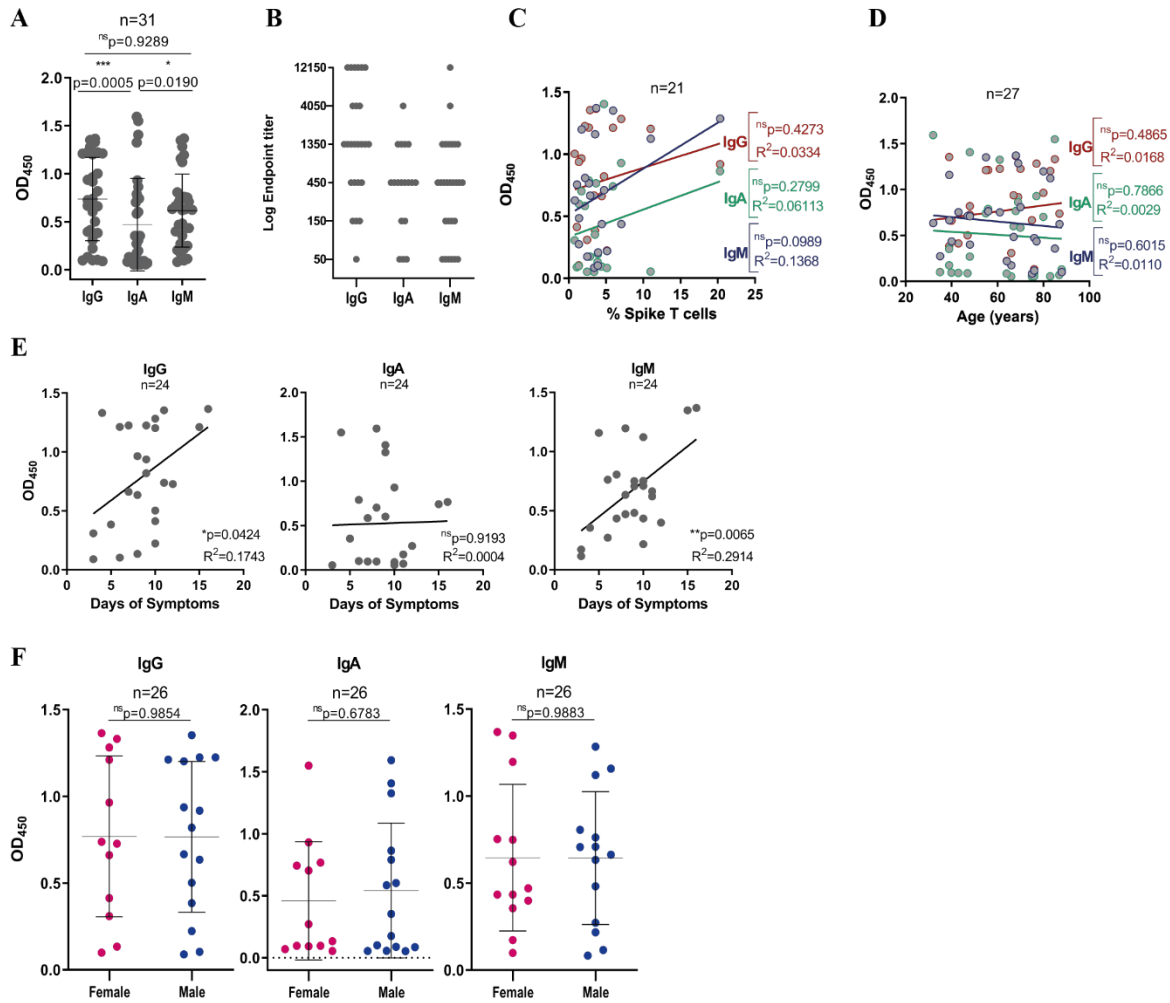 A
n=31
nsp=0.9289
*** *
p=0.0005 p=0.0190
2.0
1.5
1.0
0.5
0.0
OD450
IgG IgA IgM
B
12150
4050
1350
450
150
50
Log Endpoint titer
IgG IgA IgM
C
n=21
2.0
1.5
1.0
0.5
0.0
OD450
IgG
nsp=0.4273
R2=0.0334
IgA
nsp=0.2799
R2=0.06113
IgM
nsp=0.0989
R2=0.1368
0 5 10 15 20 25
% Spike T cells
D
n=27
2.0
1.5
1.0
0.5
0.0
OD450
IgG
nsp=0.4865
R2=0.0168
IgA
nsp=0.7866
R2=0.0029
IgM
nsp=0.6015
R2=0.0110
20 40 60 80 100
Age (years)
E
IgG
n=24
1.5
1.0
0.5
0.0
OD450
*p=0.0424
R2=0.1743
0 5 10 15 20
Days of Symptoms
IgA
n=24
2.0
1.5
1.0
0.5
0.0
nsp=0.9193
R2=0.0004
0 5 10 15 20
Days of Symptoms
IgM
n=24
1.5
1.0
0.5
0.0
**p=0.0065
R2=0.2914
0 5 10 15 20
Days of Symptoms
F
IgG
n=26
nsp=0.9854
1.5
1.0
0.5
0.0
OD450
Female Male
IgA
n=26
nsp=0.6783
2.0
1.5
1.0
0.5
0.0
Female Male
IgM
n=26
nsp=0.9883
1.5
1.0
0.5
0.0
Female Male